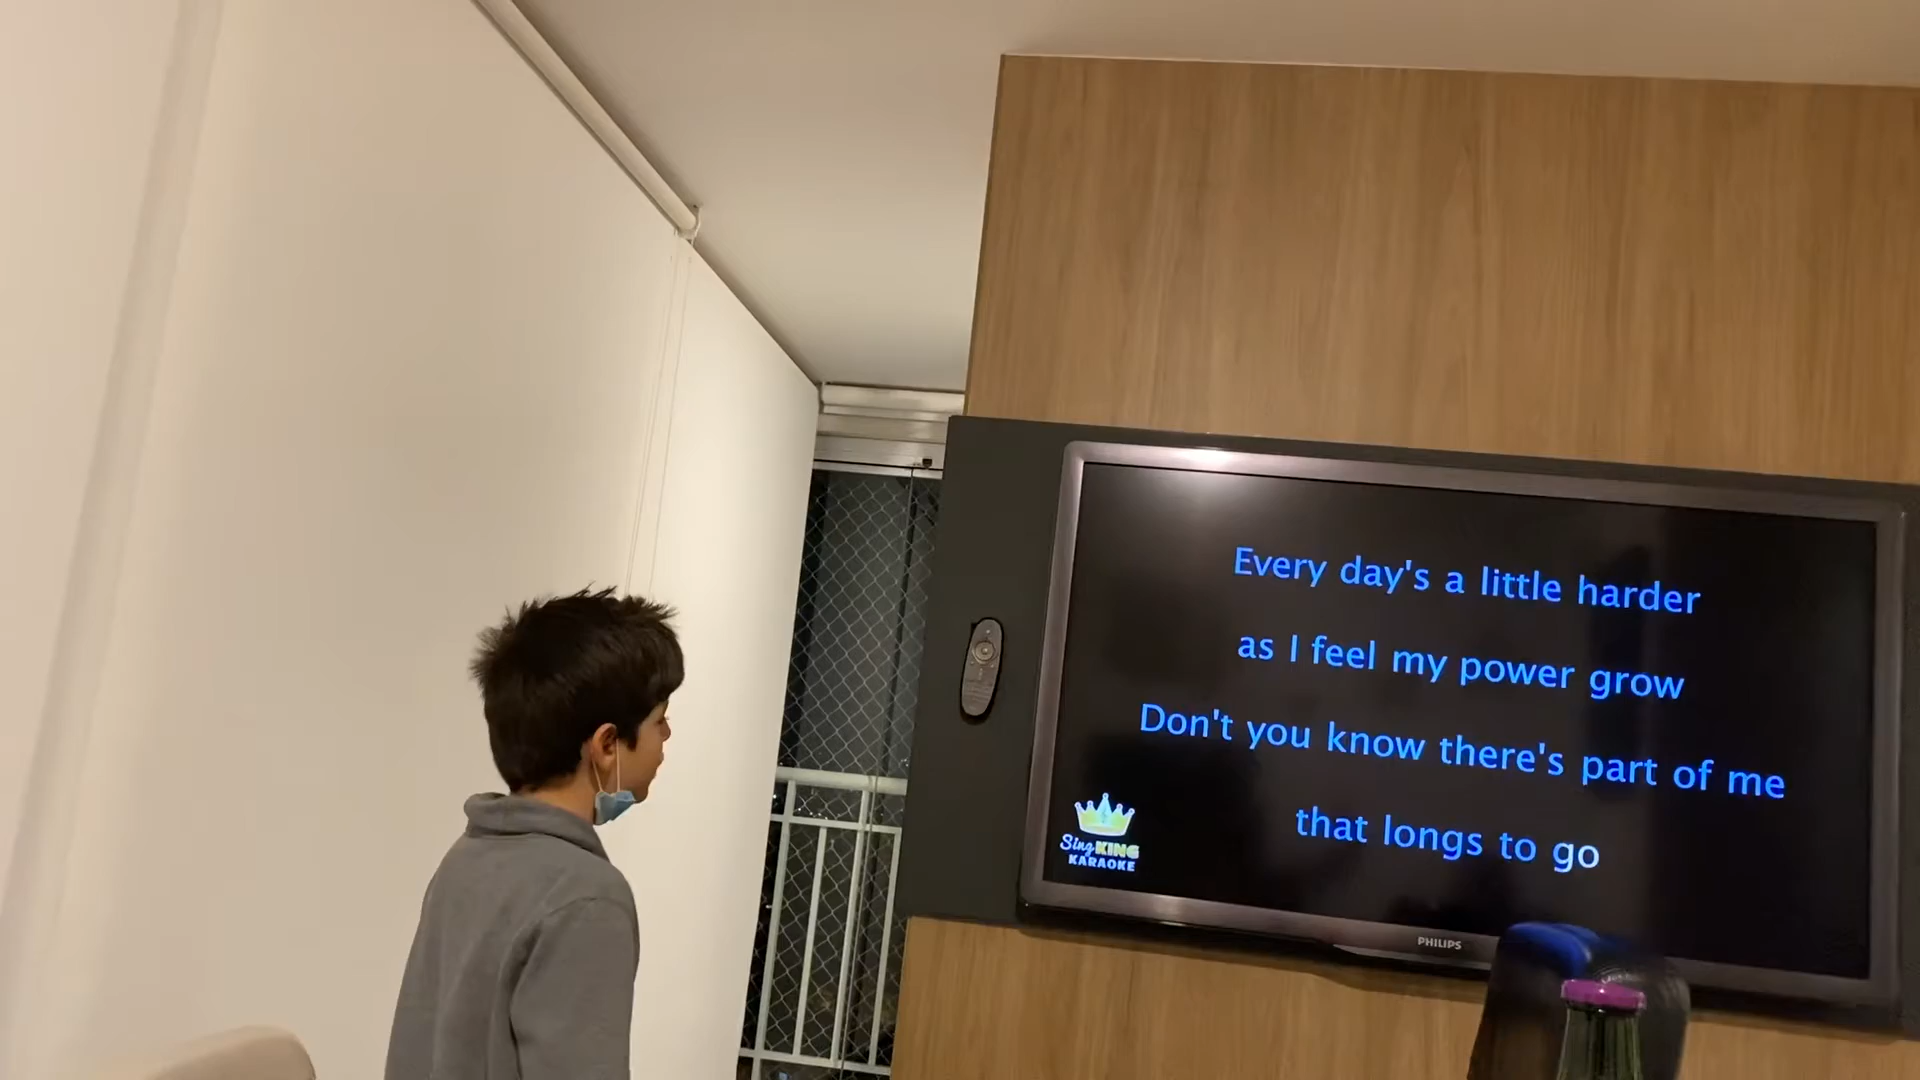 Every day's a little harder
as I feel my power grow
Don't you know there's part of me
that longs to go
Sing KING
KARAOKE
PHILIPS